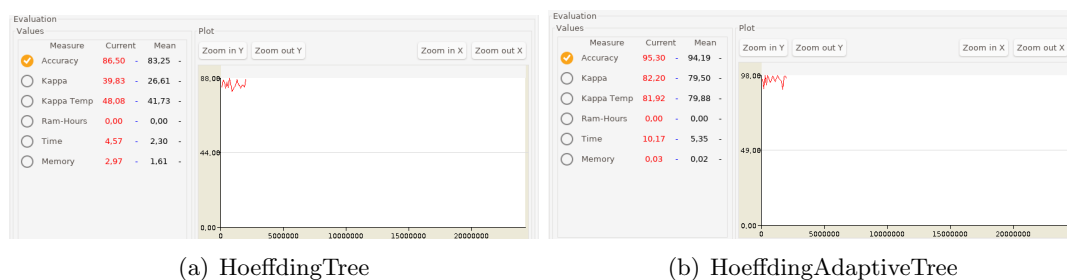 Evaluation
Values
Measure Current Mean
Accuracy 86,50 - 83,25 -
Kappa 39,83 - 26,61 -
Kappa Temp 48,08 - 41,73 -
Ram-Hours 0,00 - 0,00 -
Time 4,57 - 2,30 -
Memory 2,97 - 1,61 -
Plot
Zoom in Y Zoom out Y Zoom in X Zoom out X
88,00
44,00
0,00
0 5000000 10000000 15000000 20000000
(a) HoeffdingTree
Evaluation
Values
Measure Current Mean
Accuracy 95,30 - 94,19 -
Kappa 82,20 - 79,50 -
Kappa Temp 81,92 - 79,88 -
Ram-Hours 0,00 - 0,00 -
Time 10,17 - 5,35 -
Memory 0,03 - 0,02 -
Plot
Zoom in Y Zoom out Y Zoom in X Zoom out X
98,00
49,00
0,00
0 5000000 10000000 15000000 20000000
(b) HoeffdingAdaptiveTree